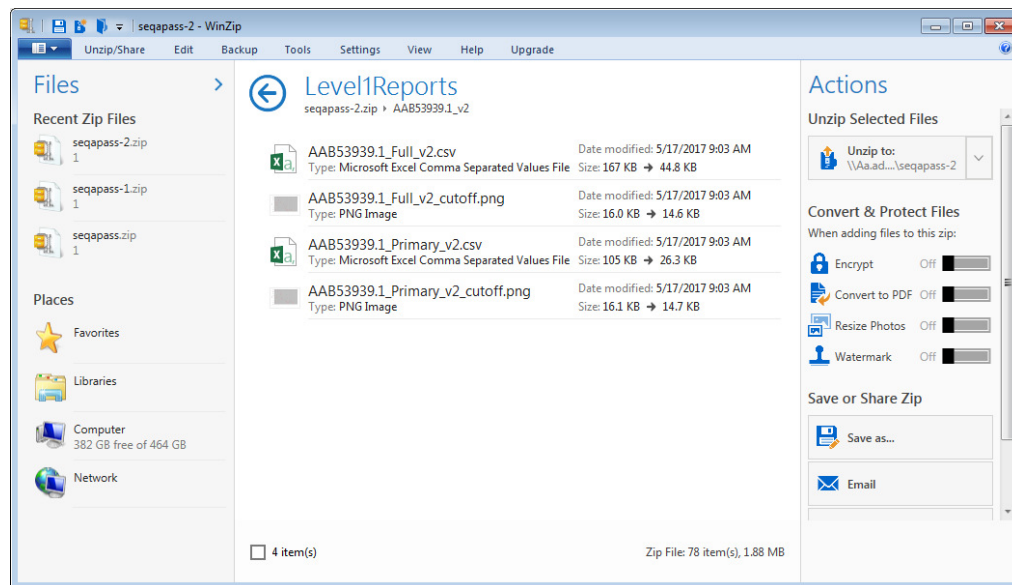 seqapass-2 - WinZip
Unzip/Share Edit Backup Tools Settings View Help Upgrade
Files
Recent Zip Files
seqapass-2.zip
1
seqapass-1.zip
1
seqapass.zip
1
Places
Favorites
Libraries
Computer
382 GB free of 464 GB
Network
Level1Reports
seqapass-2.zip ▸ AAB53939.1_v2
AAB53939.1_Full_v2.csv Date modified: 5/17/2017 9:03 AM
Type: Microsoft Excel Comma Separated Values File Size: 167 KB → 44.8 KB
AAB53939.1_Full_v2_cutoff.png Date modified: 5/17/2017 9:03 AM
Type: PNG Image Size: 16.0 KB → 14.6 KB
AAB53939.1_Primary_v2.csv Date modified: 5/17/2017 9:03 AM
Type: Microsoft Excel Comma Separated Values File Size: 105 KB → 26.3 KB
AAB53939.1_Primary_v2_cutoff.png Date modified: 5/17/2017 9:03 AM
Type: PNG Image Size: 16.1 KB → 14.7 KB
4 item(s) Zip File: 78 item(s), 1.88 MB
Actions
Unzip Selected Files
Unzip to:
\\Aa.ad....\seqapass-2
Convert & Protect Files
When adding files to this zip:
Encrypt Off
Convert to PDF Off
Resize Photos Off
Watermark Off
Save or Share Zip
Save as...
Email